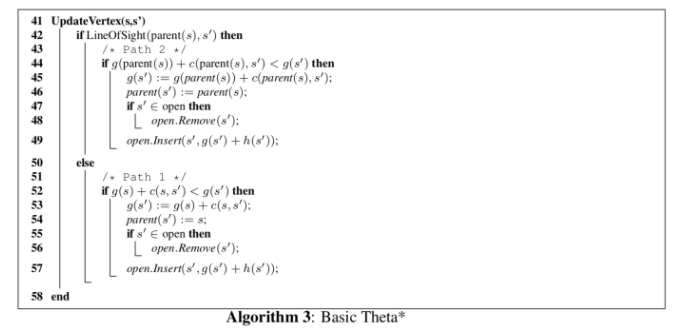 41 UpdateVertex(s,s')
42 if LineOfSight(parent(s), s') then
43 /* Path 2 */
44 if g(parent(s)) + c(parent(s), s') < g(s') then
45 g(s') := g(parent(s)) + c(parent(s), s');
46 parent(s') := parent(s);
47 if s' ∈ open then
48 open.Remove(s');
49 open.Insert(s', g(s') + h(s'));
50 else
51 /* Path 1 */
52 if g(s) + c(s, s') < g(s') then
53 g(s') := g(s) + c(s, s');
54 parent(s') := s;
55 if s' ∈ open then
56 open.Remove(s');
57 open.Insert(s', g(s') + h(s'));
58 end
Algorithm 3: Basic Theta*